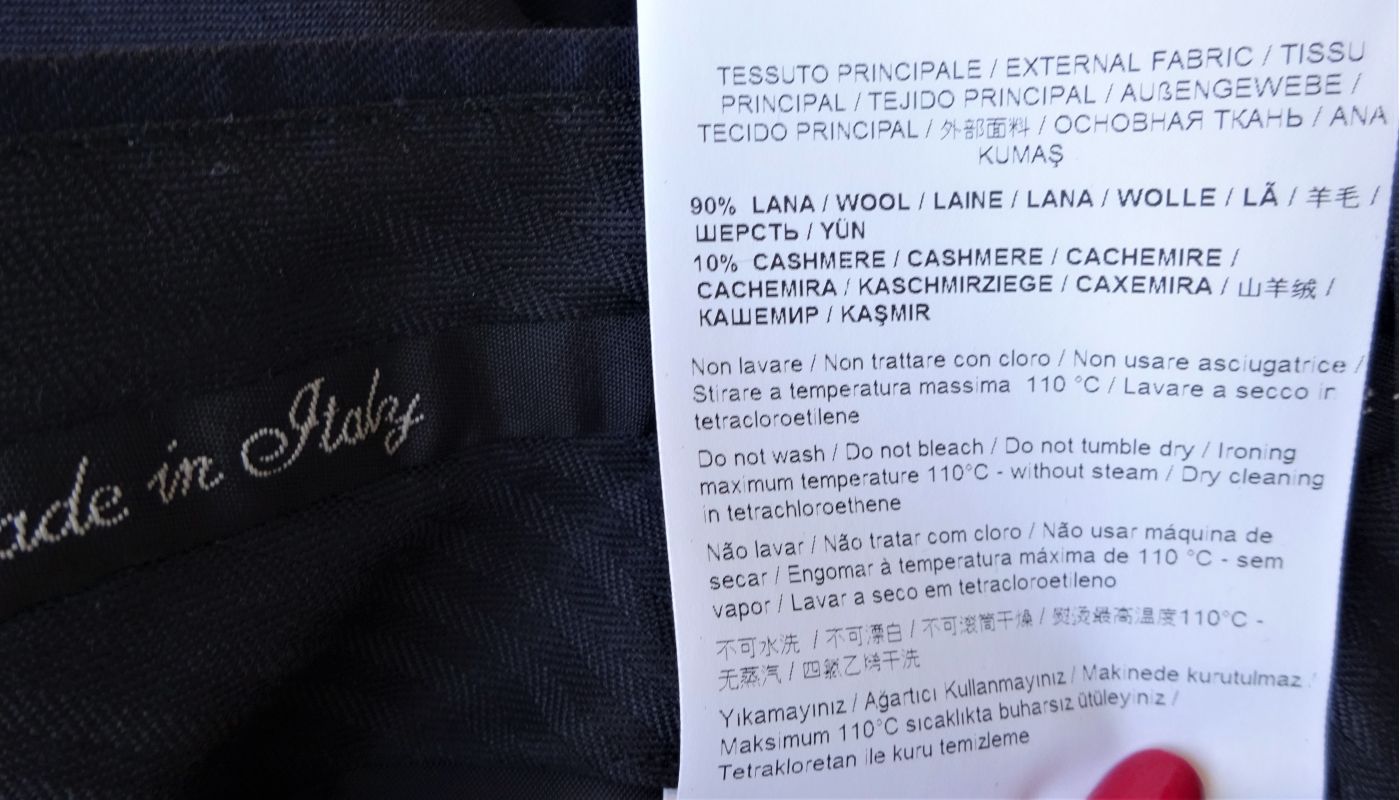 made in Italy
TESSUTO PRINCIPALE / EXTERNAL FABRIC / TISSU
PRINCIPAL / TEJIDO PRINCIPAL / AUßENGEWEBE /
TECIDO PRINCIPAL / 外部面料 / ОСНОВНАЯ ТКАНЬ / ANA
KUMAŞ
90% LANA / WOOL / LAINE / LANA / WOLLE / LÃ / 羊毛 /
ШЕРСТЬ / YÜN
10% CASHMERE / CASHMERE / CACHEMIRE /
CACHEMIRA / KASCHMIRZIEGE / CAXEMIRA / 山羊绒 /
КАШЕМИР / KAŞMIR
Non lavare / Non trattare con cloro / Non usare asciugatrice /
Stirare a temperatura massima 110 °C / Lavare a secco in
tetracloroetilene
Do not wash / Do not bleach / Do not tumble dry / Ironing
maximum temperature 110°C - without steam / Dry cleaning
in tetrachloroethene
Não lavar / Não tratar com cloro / Não usar máquina de
secar / Engomar à temperatura máxima de 110 °C - sem
vapor / Lavar a seco em tetracloroetileno
不可水洗 / 不可漂白 / 不可滚筒干燥 / 熨烫最高温度110°C -
无蒸汽 / 四氯乙烯干洗
Yıkamayınız / Ağartıcı Kullanmayınız / Makinede kurutulmaz /
Maksimum 110°C sıcaklıkta buharsız ütüleyiniz /
Tetrakloretan ile kuru temizleme